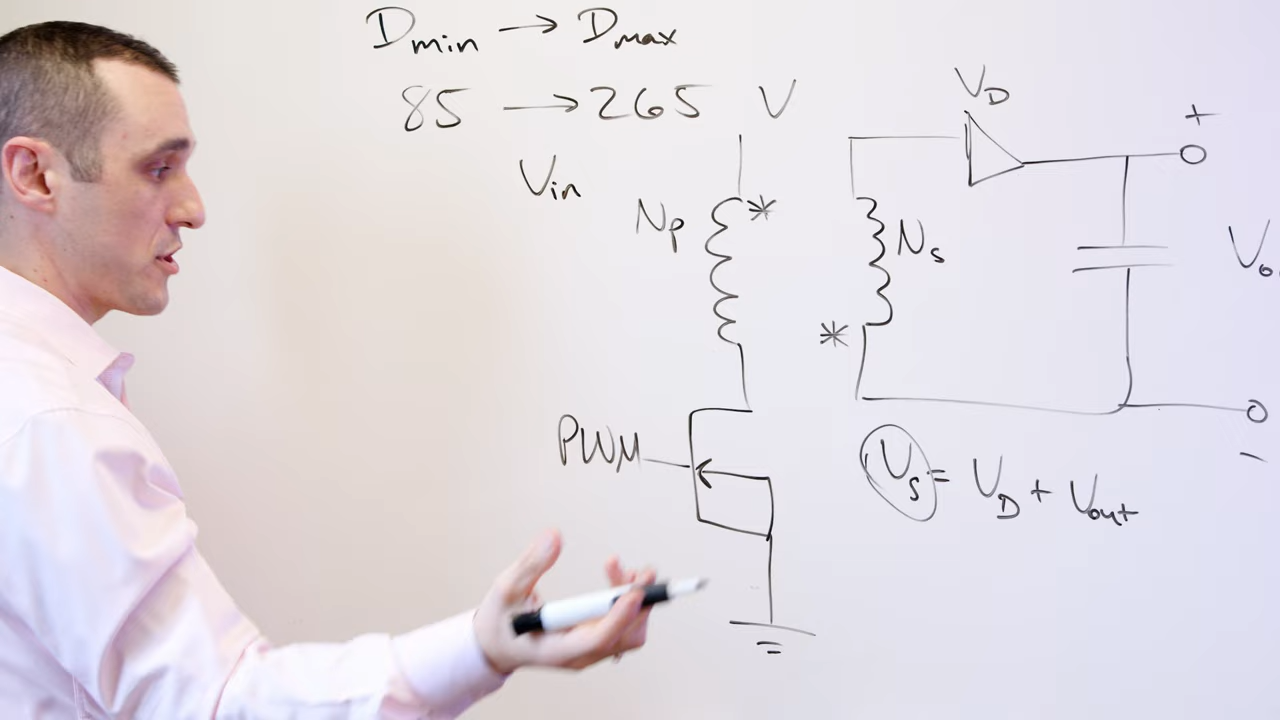 Dmin → Dmax
85 → 265 V
Vin
VD
+
Np *
Ns
*
PWM
-
Vs = VD + Vout